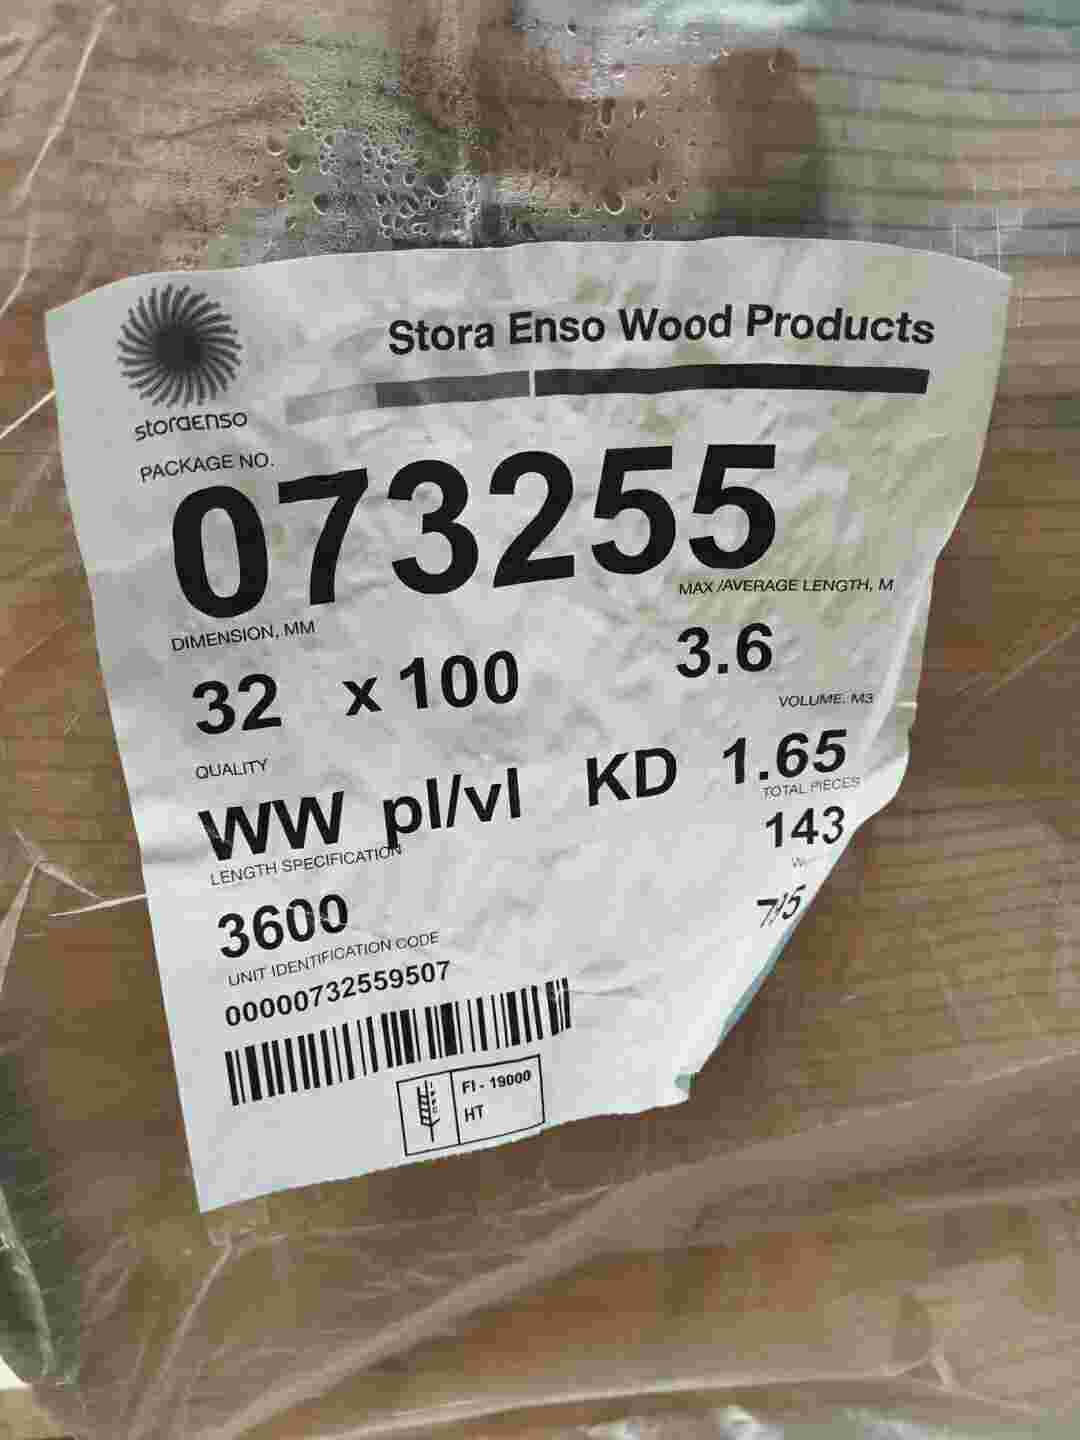 Stora Enso Wood Products
storaenso
PACKAGE NO.
073255
DIMENSION, MM
MAX /AVERAGE LENGTH, M
32 x 100
3.6
VOLUME. M3
QUALITY
WW pl/vl KD 1.65
TOTAL PIECES
143
LENGTH SPECIFICATION
3600
UNIT IDENTIFICATION CODE
00000732559507
FI - 19000
HT